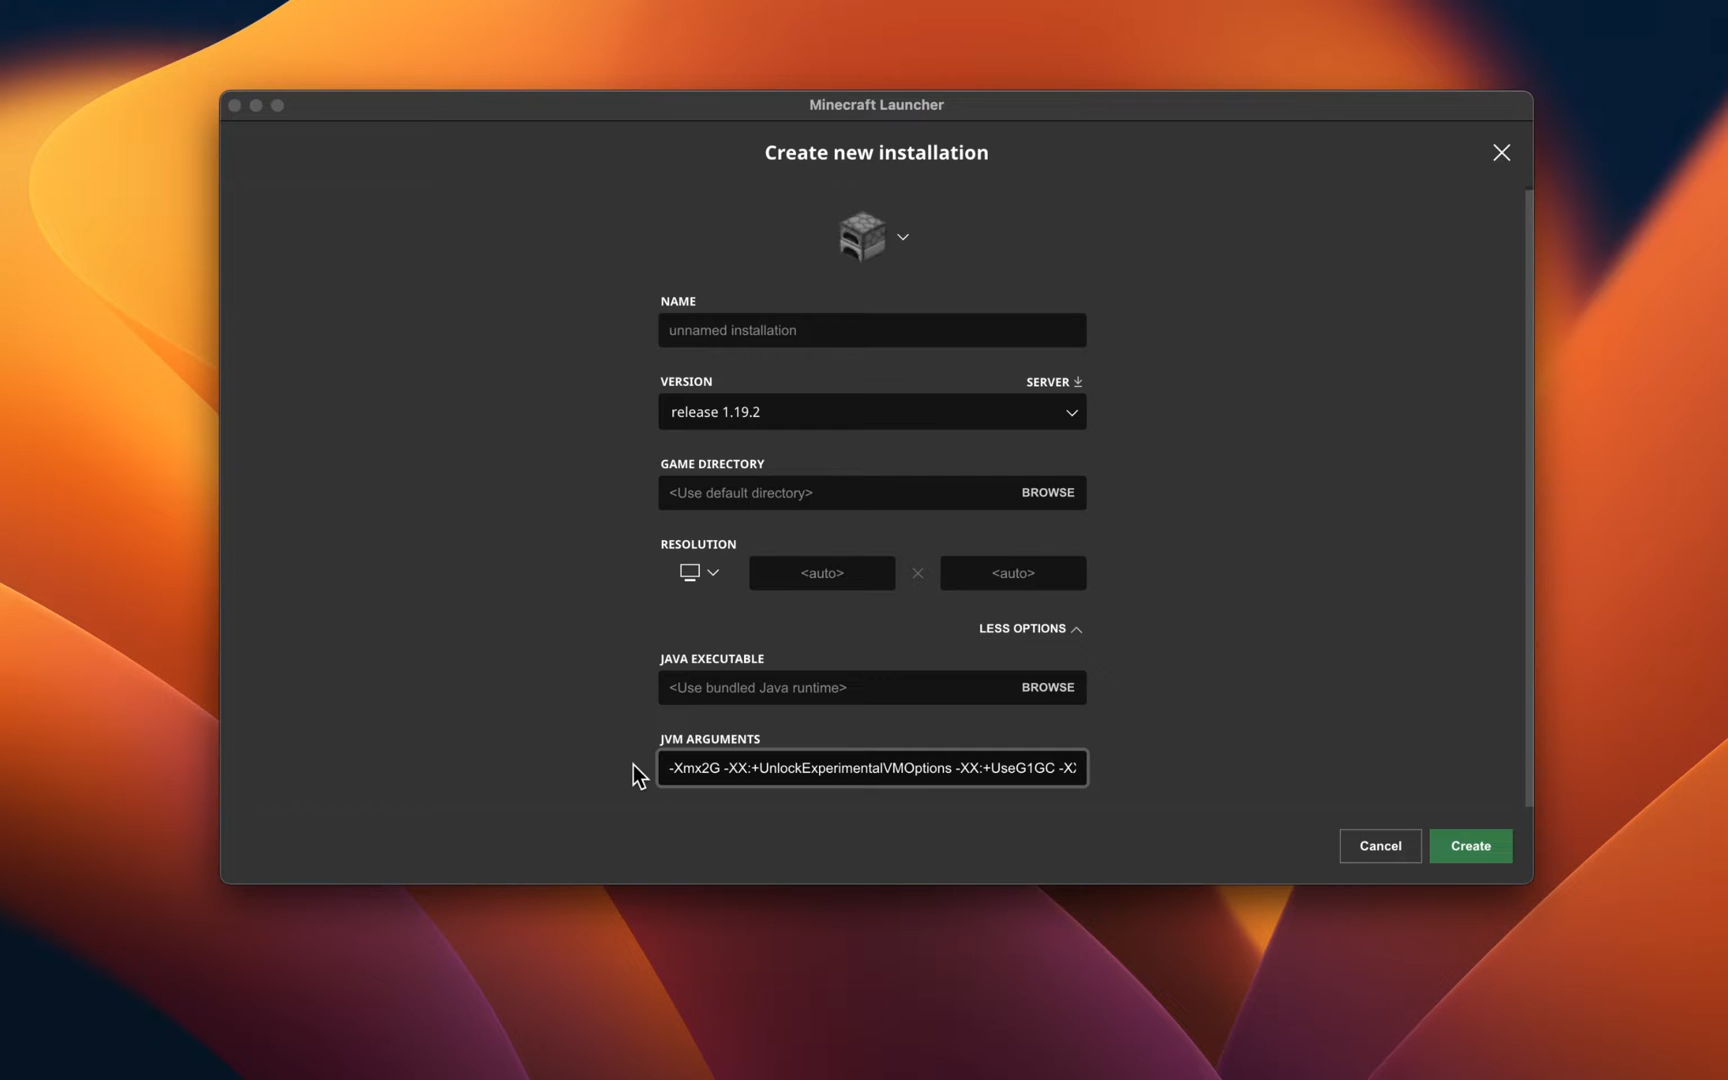 Minecraft Launcher
Create new installation
NAME
unnamed installation
VERSION
SERVER
release 1.19.2
GAME DIRECTORY
<Use default directory>
BROWSE
RESOLUTION
<auto>
<auto>
LESS OPTIONS
JAVA EXECUTABLE
<Use bundled Java runtime>
BROWSE
JVM ARGUMENTS
-Xmx2G -XX:+UnlockExperimentalVMOptions -XX:+UseG1GC -X
Cancel
Create